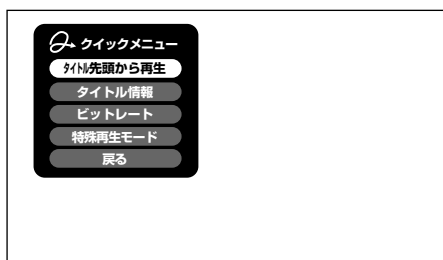 クイックメニュー
ﾀｲﾄﾙ先頭から再生
タイトル情報
ビットレート
特殊再生モード
戻る